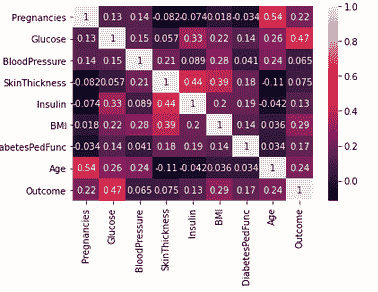 Pregnancies 1 0.13 0.14 -0.082 -0.074 0.018 -0.034 0.54 0.22
Glucose 0.13 1 0.15 0.057 0.33 0.22 0.14 0.26 0.47
BloodPressure 0.14 0.15 1 0.21 0.089 0.28 0.041 0.24 0.065
SkinThickness -0.082 0.057 0.21 1 0.44 0.39 0.18 -0.11 0.075
Insulin -0.074 0.33 0.089 0.44 1 0.2 0.19 -0.042 0.13
BMI 0.018 0.22 0.28 0.39 0.2 1 0.14 0.036 0.29
abetesPedFunc -0.034 0.14 0.041 0.18 0.19 0.14 1 0.034 0.17
Age 0.54 0.26 0.24 -0.11 -0.042 0.036 0.034 1 0.24
Outcome 0.22 0.47 0.065 0.075 0.13 0.29 0.17 0.24 1
Pregnancies
Glucose
BloodPressure
SkinThickness
Insulin
BMI
DiabetesPedFunc
Age
Outcome
1.0
0.8
0.6
0.4
0.2
0.0